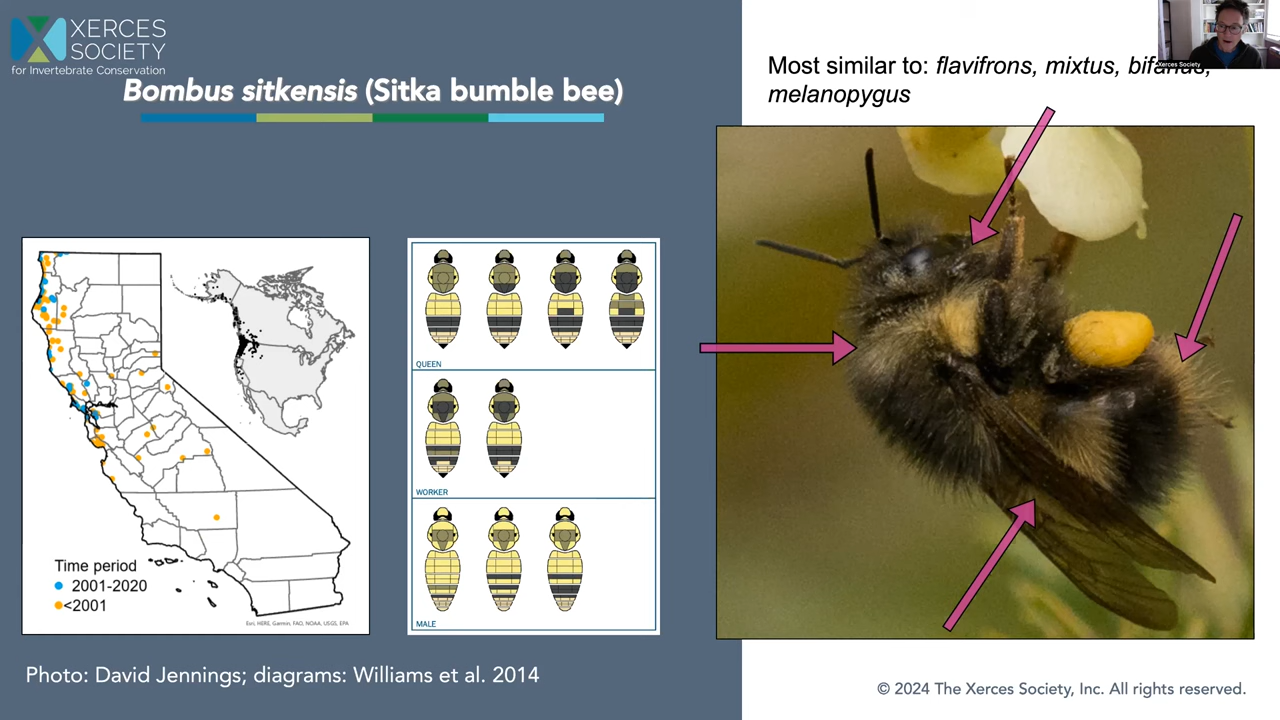 XERCES
SOCIETY
for Invertebrate Conservation
Bombus sitkensis (Sitka bumble bee)
Most similar to: flavifrons, mixtus, bifarius,
melanopygus
Xerces Society
QUEEN
WORKER
MALE
Time period
2001-2020
<2001
Esri, HERE, Garmin, FAO, NOAA, USGS, EPA
Photo: David Jennings; diagrams: Williams et al. 2014
© 2024 The Xerces Society, Inc. All rights reserved.